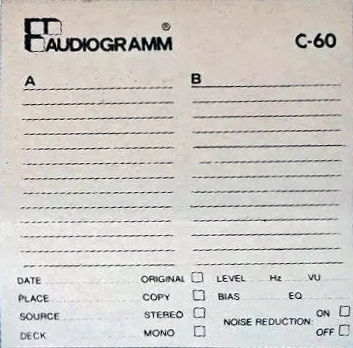 AUDIOGRAMM ® C-60
A B
DATE ORIGINAL LEVEL Hz VU
PLACE COPY BIAS EQ
SOURCE STEREO NOISE REDUCTION: ON
DECK MONO OFF